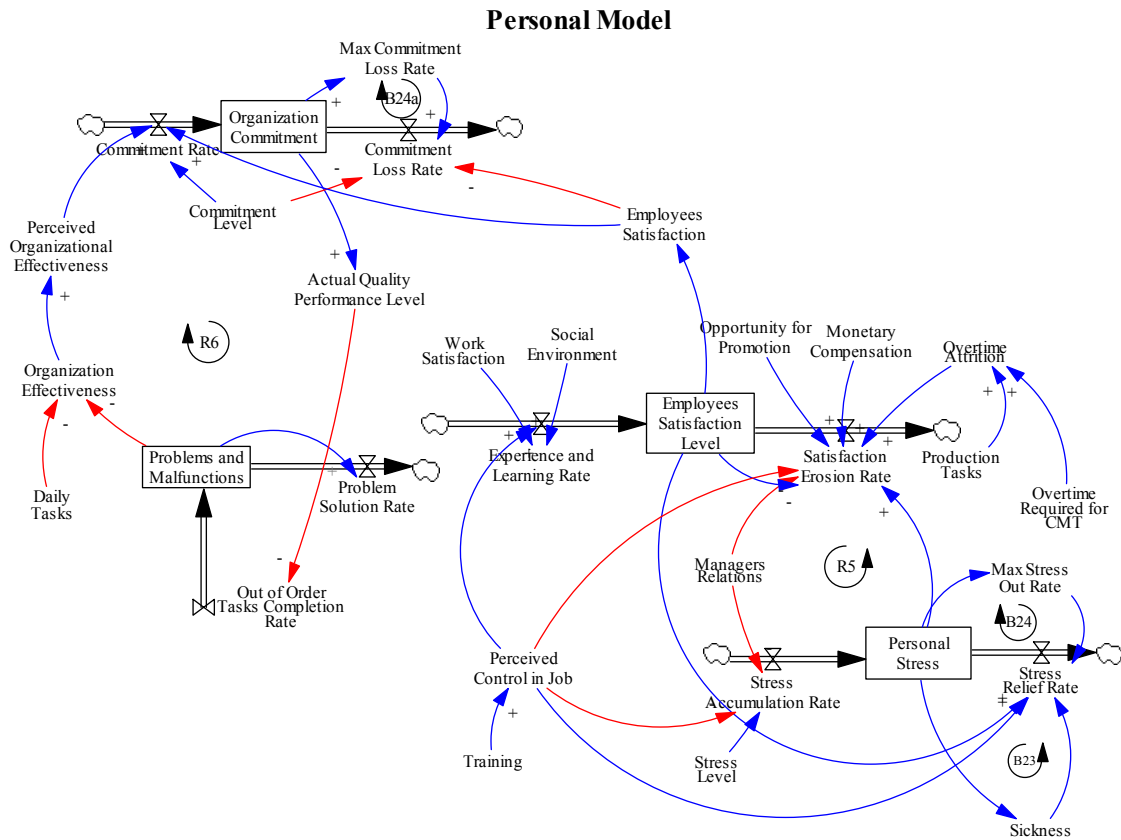 Personal Model
Max Commitment
Loss Rate
B24a
+
+
Organization
Commitment
Commitment Rate
+
+
Commitment
Loss Rate
-
-
Commitment
Level
Employees
Satisfaction
Perceived
Organizational
Effectiveness
+
+
Actual Quality
Performance Level
R6
Work
Satisfaction
Social
Environment
Opportunity for
Promotion
Monetary
Compensation
Overtime
Attrition
+
+
Organization
Effectiveness
-
-
Employees
Satisfaction
Level
+
+
+
+
Experience and
Learning Rate
Satisfaction
Erosion Rate
-
-
+
Production
Tasks
Problems and
Malfunctions
+
Problem
Solution Rate
Daily
Tasks
Overtime
Required for
CMT
Managers
Relations
R5
Max Stress
Out Rate
B24
-
Out of Order
Tasks Completion
Rate
Personal
Stress
Perceived
Control in Job
+
Stress
Accumulation Rate
Stress
Relief Rate
+
+
Training
Stress
Level
B23
Sickness